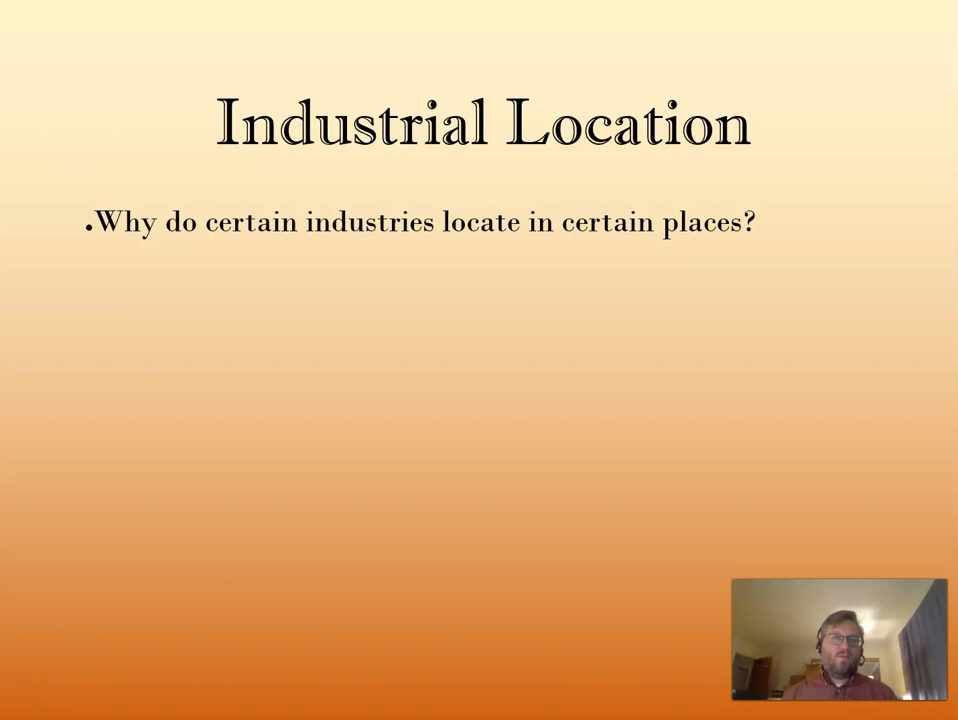 Industrial Location
.Why do certain industries locate in certain places?